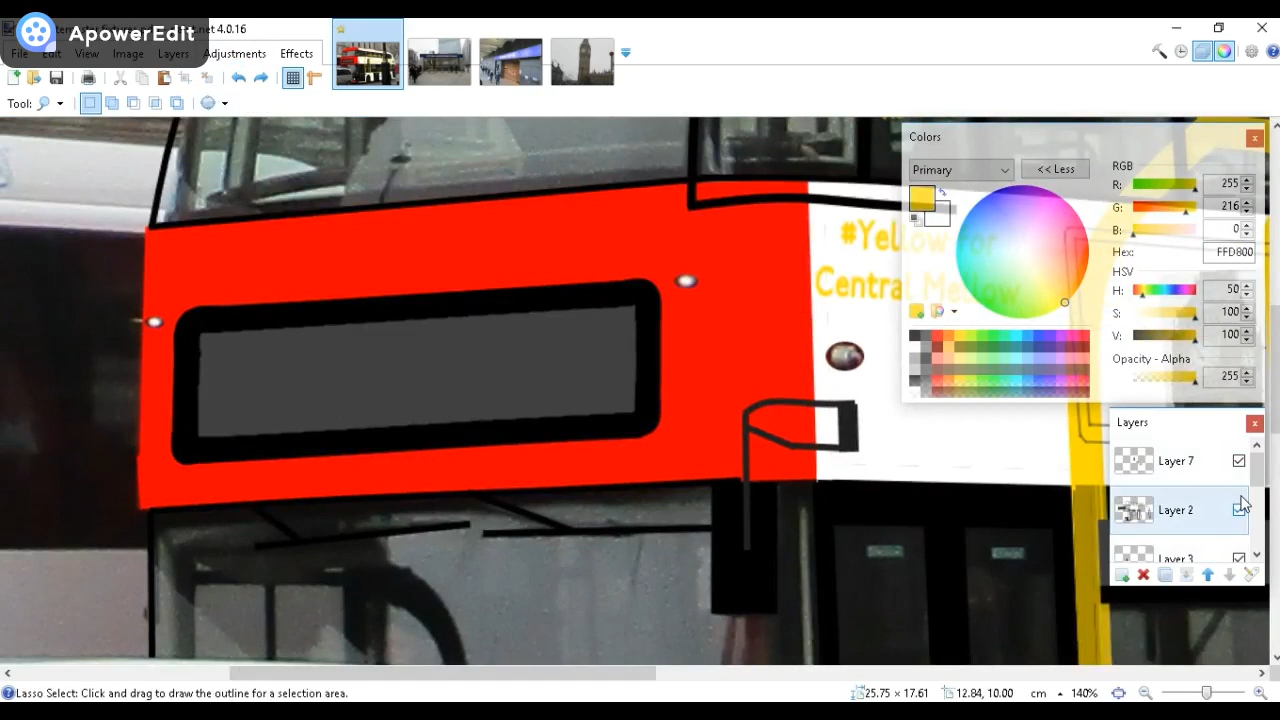 ApowerEdit
.net 4.0.16
File Edit View Image Layers Adjustments Effects
Tool:
Colors
Primary
<< Less
RGB
R: 255
G: 216
B: 0
Hex: FFD800
HSV
H: 50
S: 100
V: 100
Opacity - Alpha
255
#Yellow for
Central Meadow
Layers
Layer 7
Layer 2
Layer 3
Lasso Select: Click and drag to draw the outline for a selection area.
25.75 × 17.61
12.84, 10.00
cm
140%